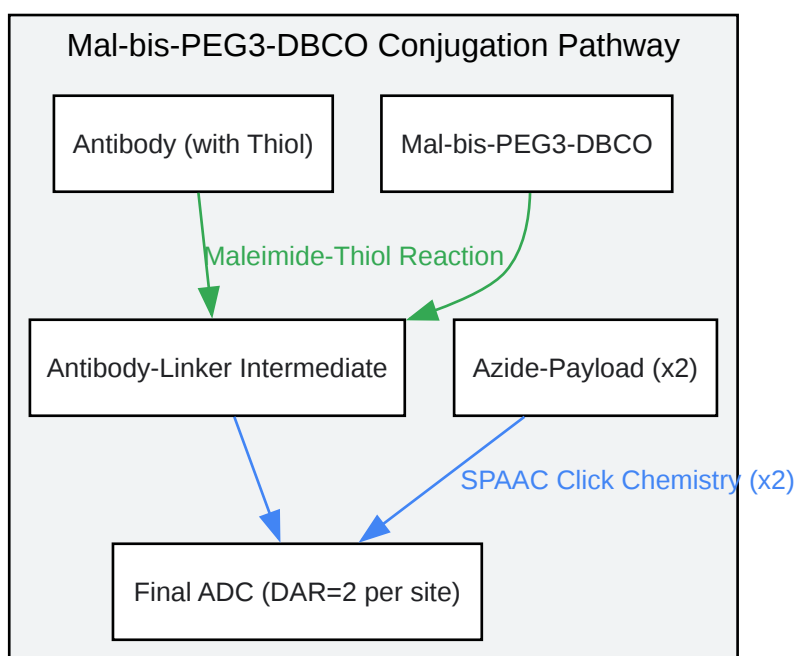 Mal-bis-PEG3-DBCO Conjugation Pathway
Antibody (with Thiol)
Mal-bis-PEG3-DBCO
Maleimide-Thiol Reaction
Antibody-Linker Intermediate
Azide-Payload (x2)
SPAAC Click Chemistry (x2)
Final ADC (DAR=2 per site)